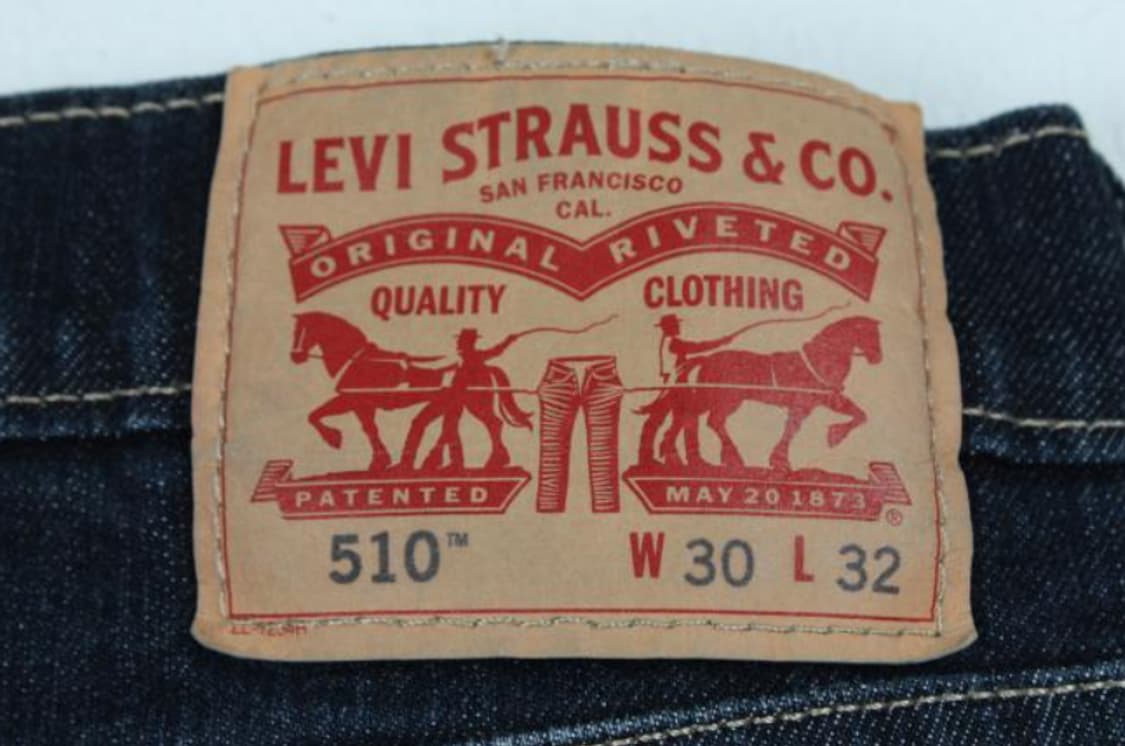 LEVI STRAUSS & CO.
SAN FRANCISCO
CAL.
ORIGINAL RIVETED
QUALITY CLOTHING
PATENTED MAY 20 1873 ®
510™ W 30 L 32